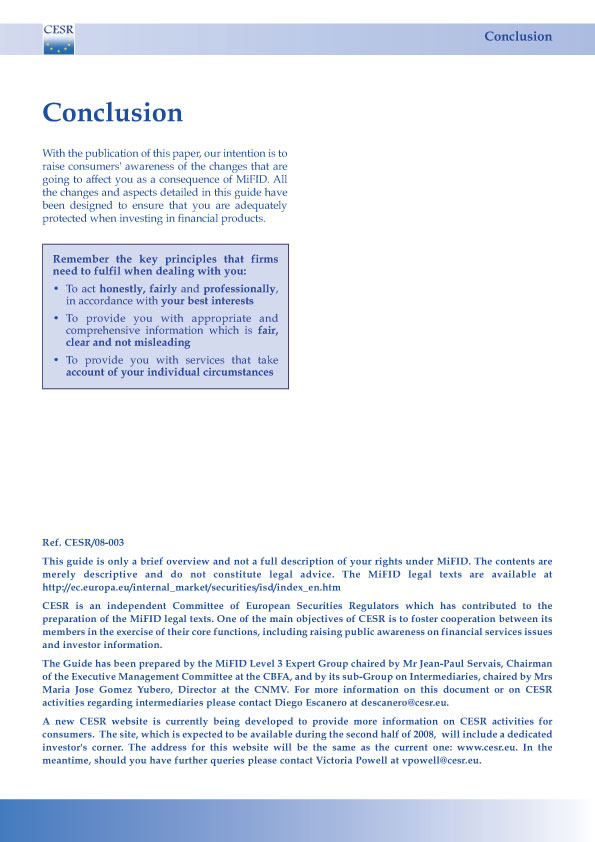 CESR
Conclusion
Conclusion
With the publication of this paper, our intention is to
raise consumers' awareness of the changes that are
going to affect you as a consequence of MiFID. All
the changes and aspects detailed in this guide have
been designed to ensure that you are adequately
protected when investing in financial products.
Remember the key principles that firms
need to fulfil when dealing with you:
• To act honestly, fairly and professionally,
in accordance with your best interests
• To provide you with appropriate and
comprehensive information which is fair,
clear and not misleading
• To provide you with services that take
account of your individual circumstances
Ref. CESR/08-003
This guide is only a brief overview and not a full description of your rights under MiFID. The contents are
merely descriptive and do not constitute legal advice. The MiFID legal texts are available at
http://ec.europa.eu/internal_market/securities/isd/index_en.htm
CESR is an independent Committee of European Securities Regulators which has contributed to the
preparation of the MiFID legal texts. One of the main objectives of CESR is to foster cooperation between its
members in the exercise of their core functions, including raising public awareness on financial services issues
and investor information.
The Guide has been prepared by the MiFID Level 3 Expert Group chaired by Mr Jean-Paul Servais, Chairman
of the Executive Management Committee at the CBFA, and by its sub-Group on Intermediaries, chaired by Mrs
Maria Jose Gomez Yubero, Director at the CNMV. For more information on this document or on CESR
activities regarding intermediaries please contact Diego Escanero at descanero@cesr.eu.
A new CESR website is currently being developed to provide more information on CESR activities for
consumers. The site, which is expected to be available during the second half of 2008, will include a dedicated
investor's corner. The address for this website will be the same as the current one: www.cesr.eu. In the
meantime, should you have further queries please contact Victoria Powell at vpowell@cesr.eu.